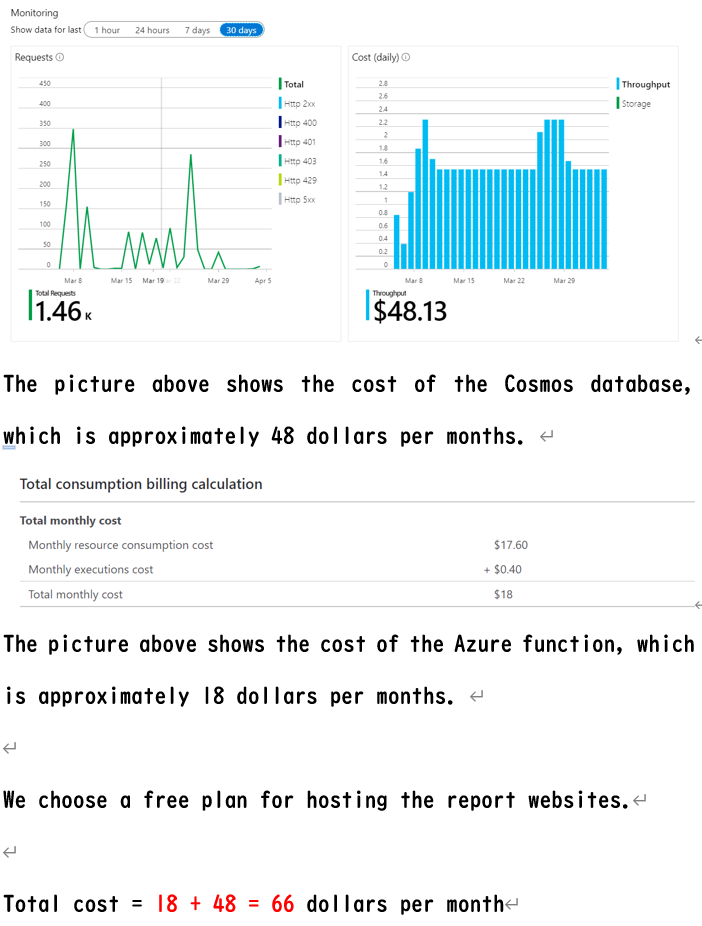 Monitoring
Show data for last 1 hour 24 hours 7 days 30 days
Requests
Cost (daily)
450
400
350
300
250
200
150
100
50
0
Mar 8 Mar 15 Mar 19 Mar 22 Mar 29 Apr 5
Total
Http 2xx
Http 400
Http 401
Http 403
Http 429
Http 5xx
Total Requests
1.46 K
2.8
2.6
2.4
2.2
2
1.8
1.6
1.4
1.2
1
0.8
0.6
0.4
0.2
0
Mar 8 Mar 15 Mar 22 Mar 29
Throughput
Storage
Throughput
$48.13
The picture above shows the cost of the Cosmos database,
which is approximately 48 dollars per months.
Total consumption billing calculation
Total monthly cost
Monthly resource consumption cost $17.60
Monthly executions cost + $0.40
Total monthly cost $18
The picture above shows the cost of the Azure function, which
is approximately 18 dollars per months.
We choose a free plan for hosting the report websites.
Total cost = 18 + 48 = 66 dollars per month